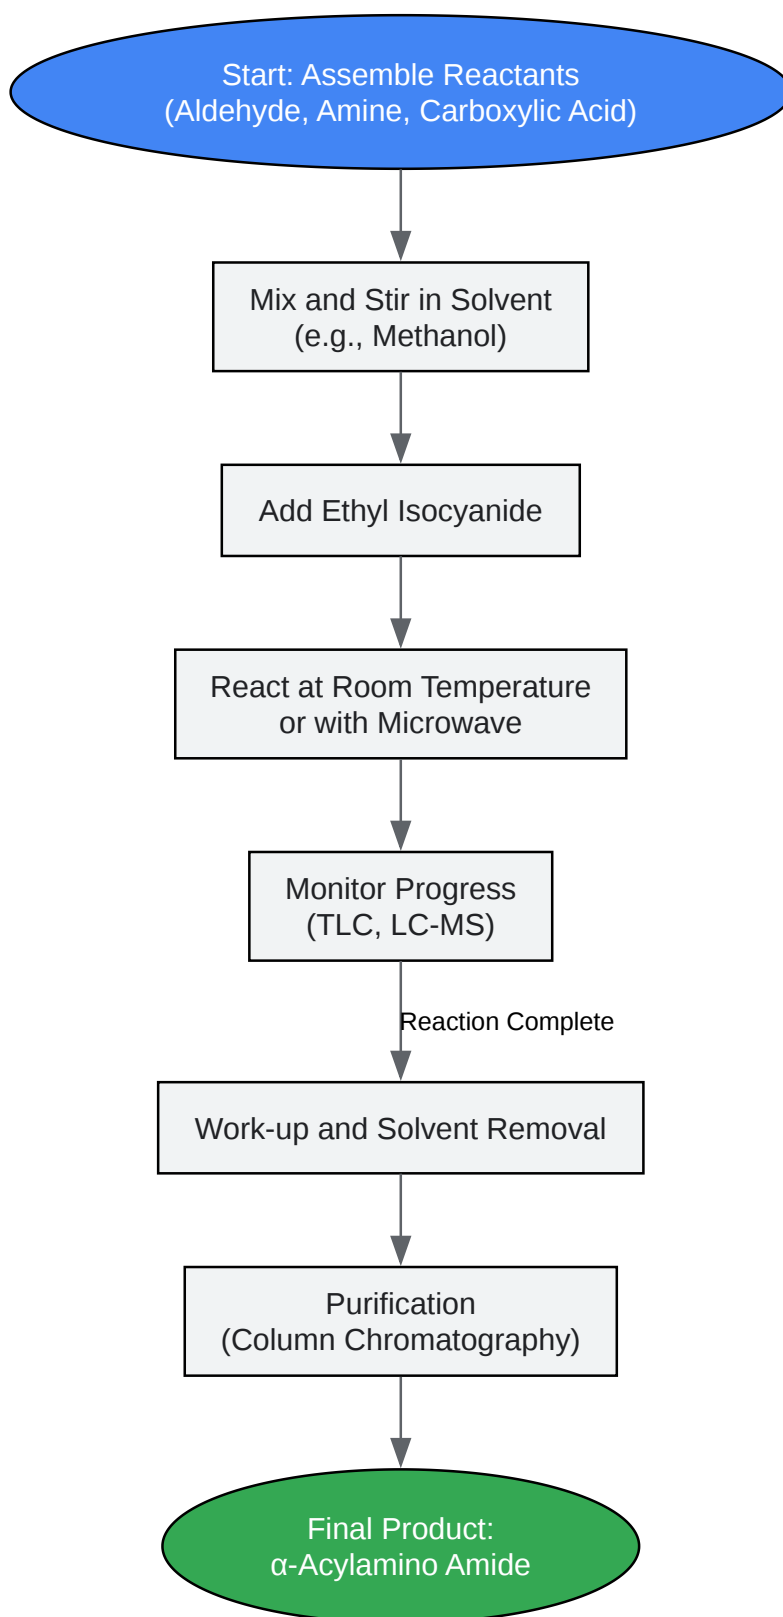 Start: Assemble Reactants
(Aldehyde, Amine, Carboxylic Acid)
Mix and Stir in Solvent
(e.g., Methanol)
Add Ethyl Isocyanide
React at Room Temperature
or with Microwave
Monitor Progress
(TLC, LC-MS)
Reaction Complete
Work-up and Solvent Removal
Purification
(Column Chromatography)
Final Product:
α-Acylamino Amide